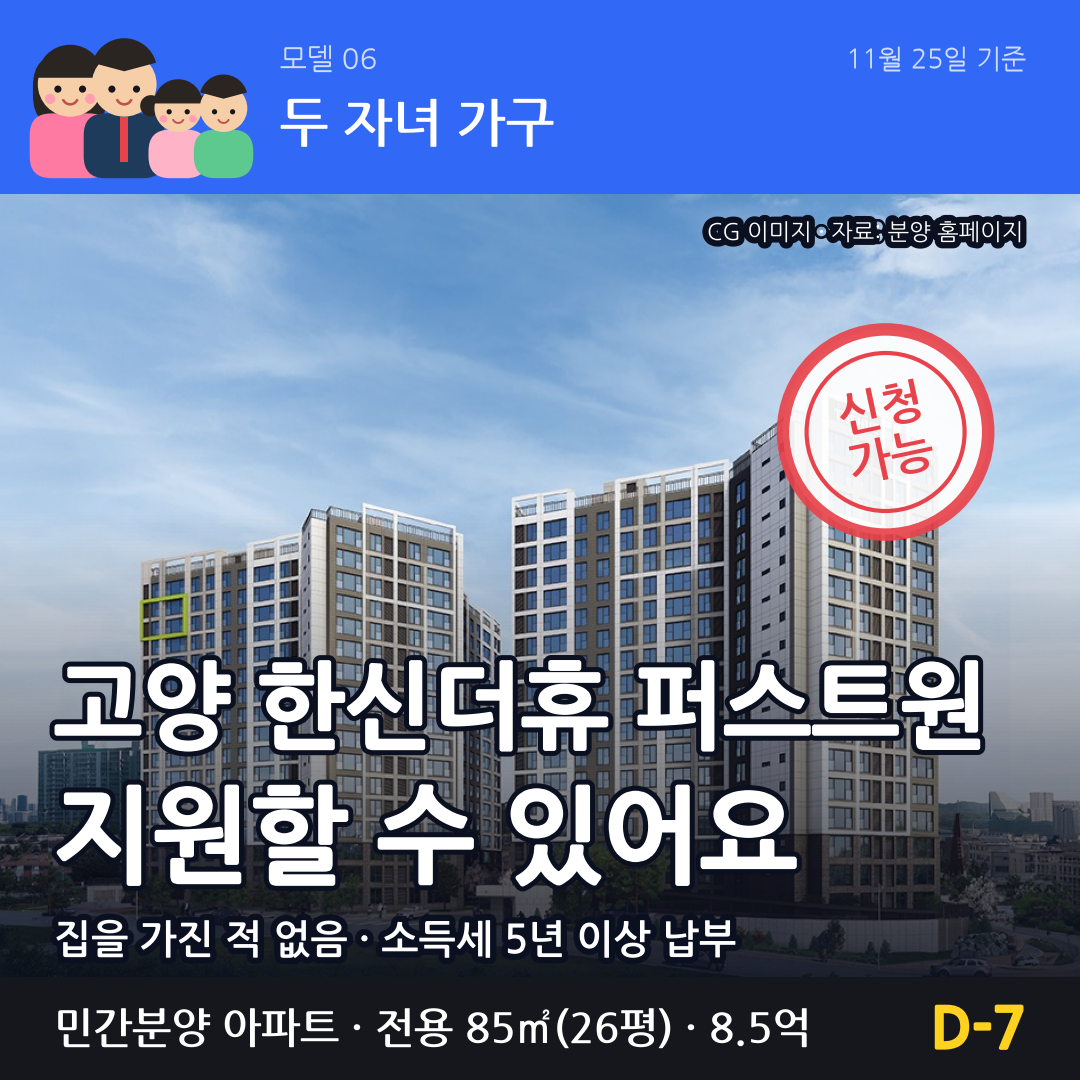 모델 06
11월 25일 기준
두 자녀 가구
CG 이미지 · 자료; 분양 홈페이지
신청
가능
고양 한신더휴 퍼스트원
지원할 수 있어요
집을 가진 적 없음 · 소득세 5년 이상 납부
민간분양 아파트 · 전용 85㎡(26평) · 8.5억
D-7